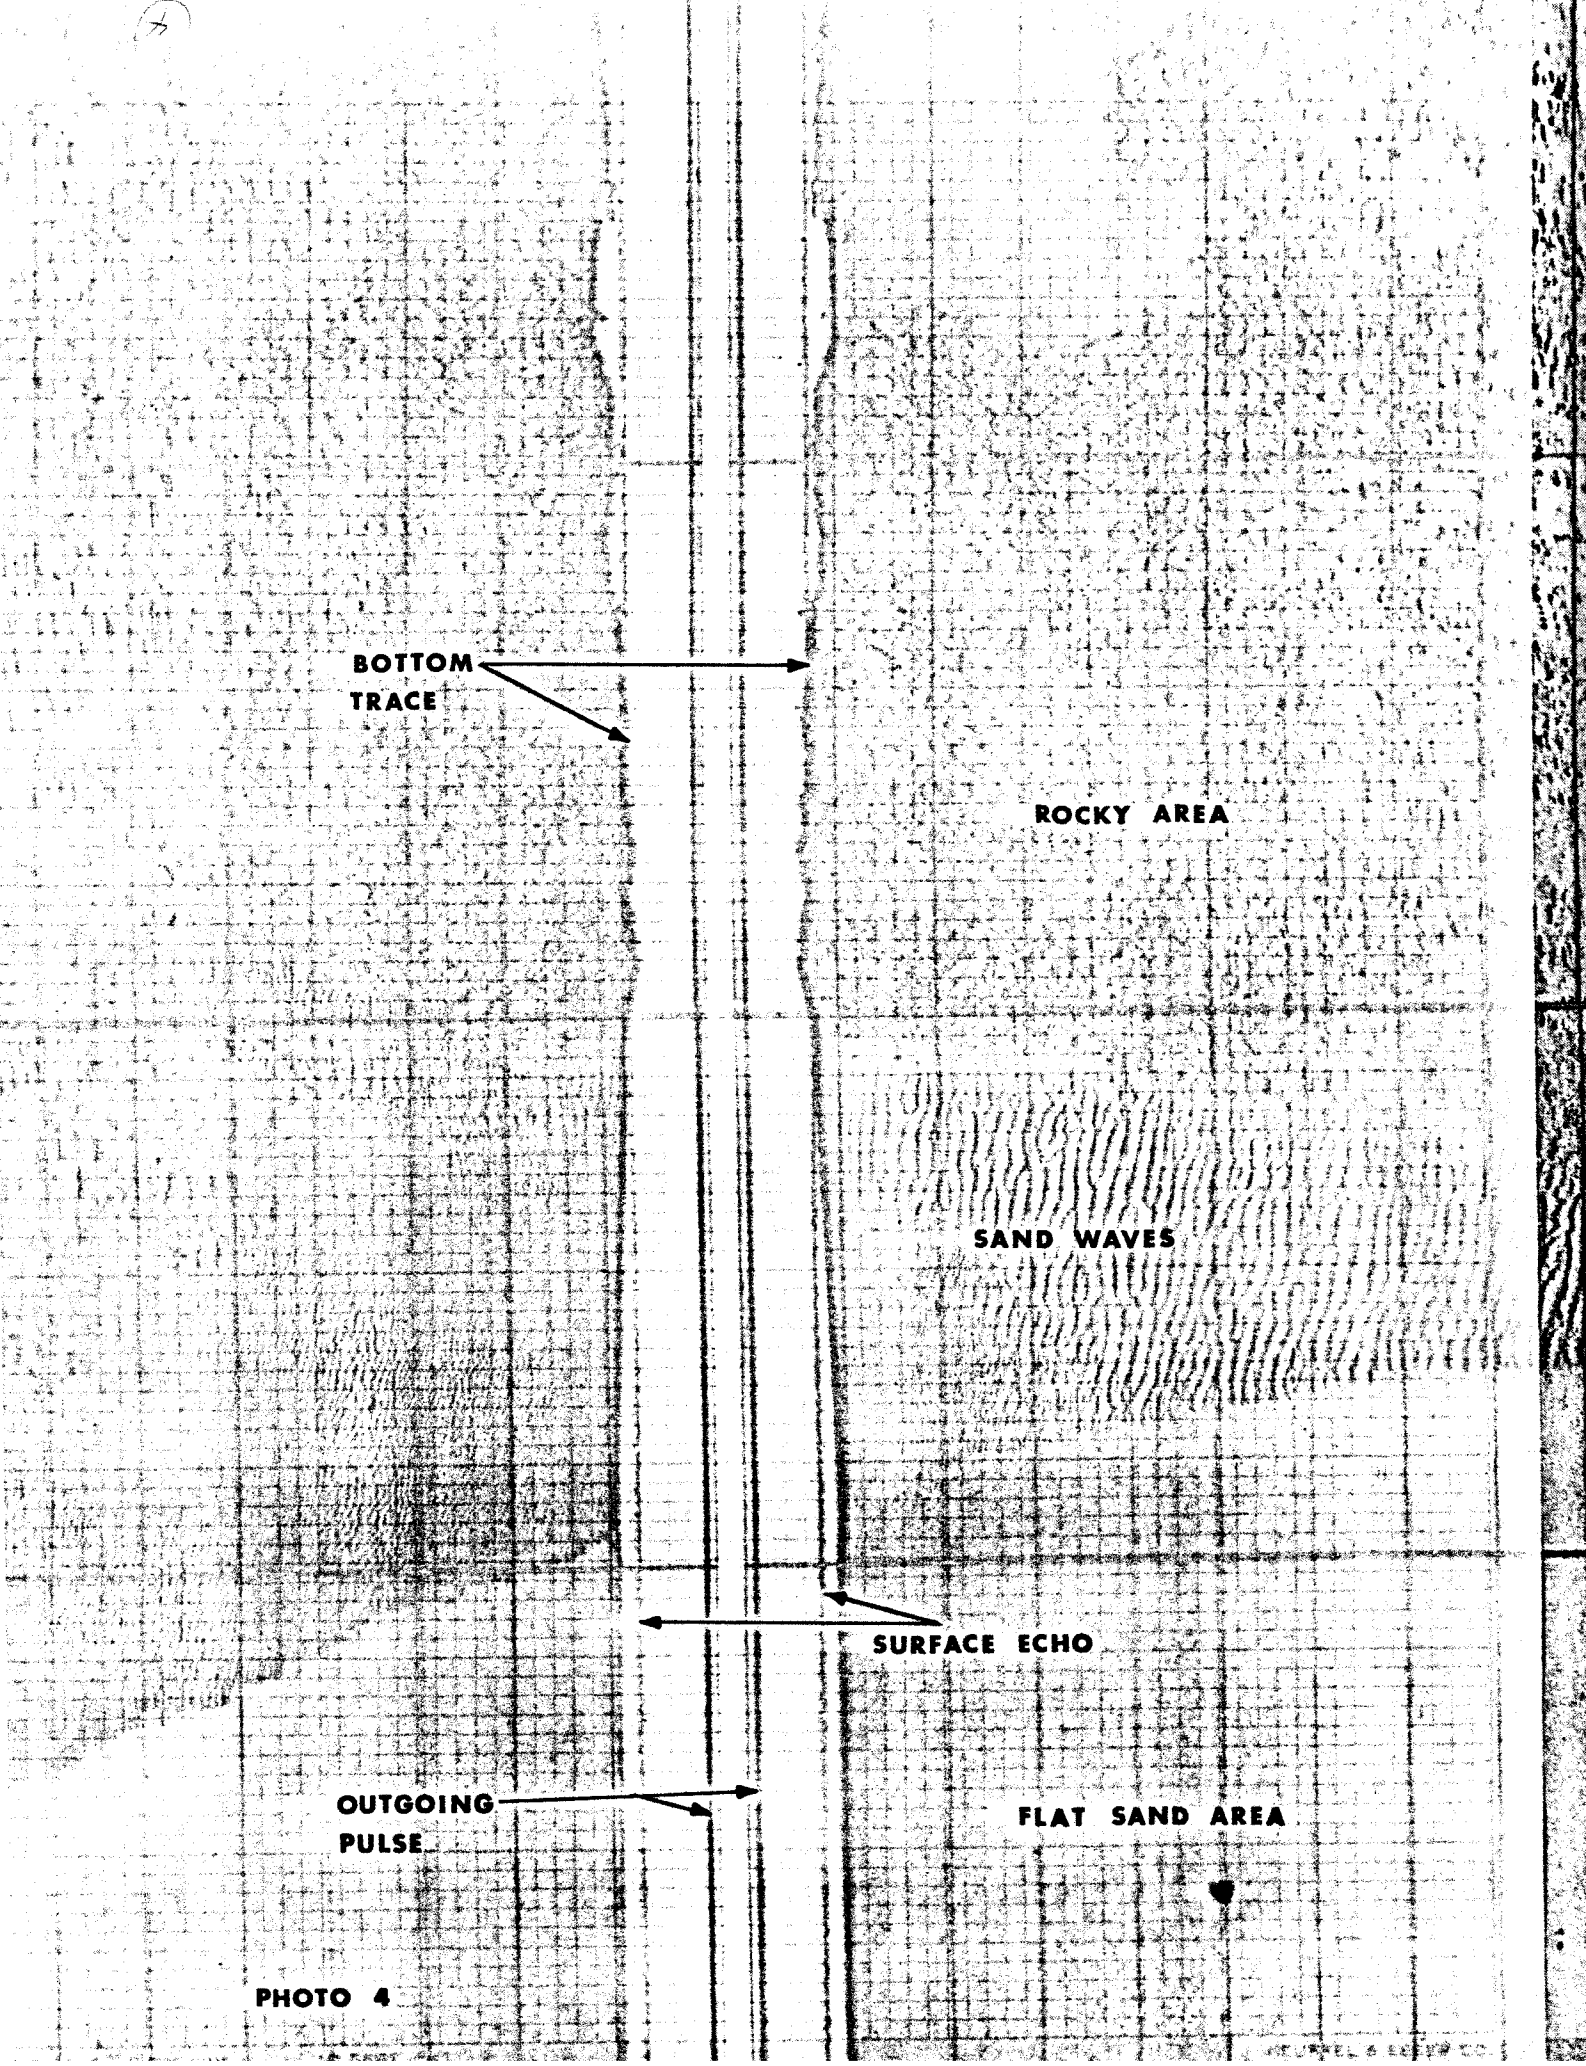 BOTTOM
TRACE
ROCKY AREA
SAND WAVES
SURFACE ECHO
OUTGOING
PULSE
FLAT SAND AREA
PHOTO 4